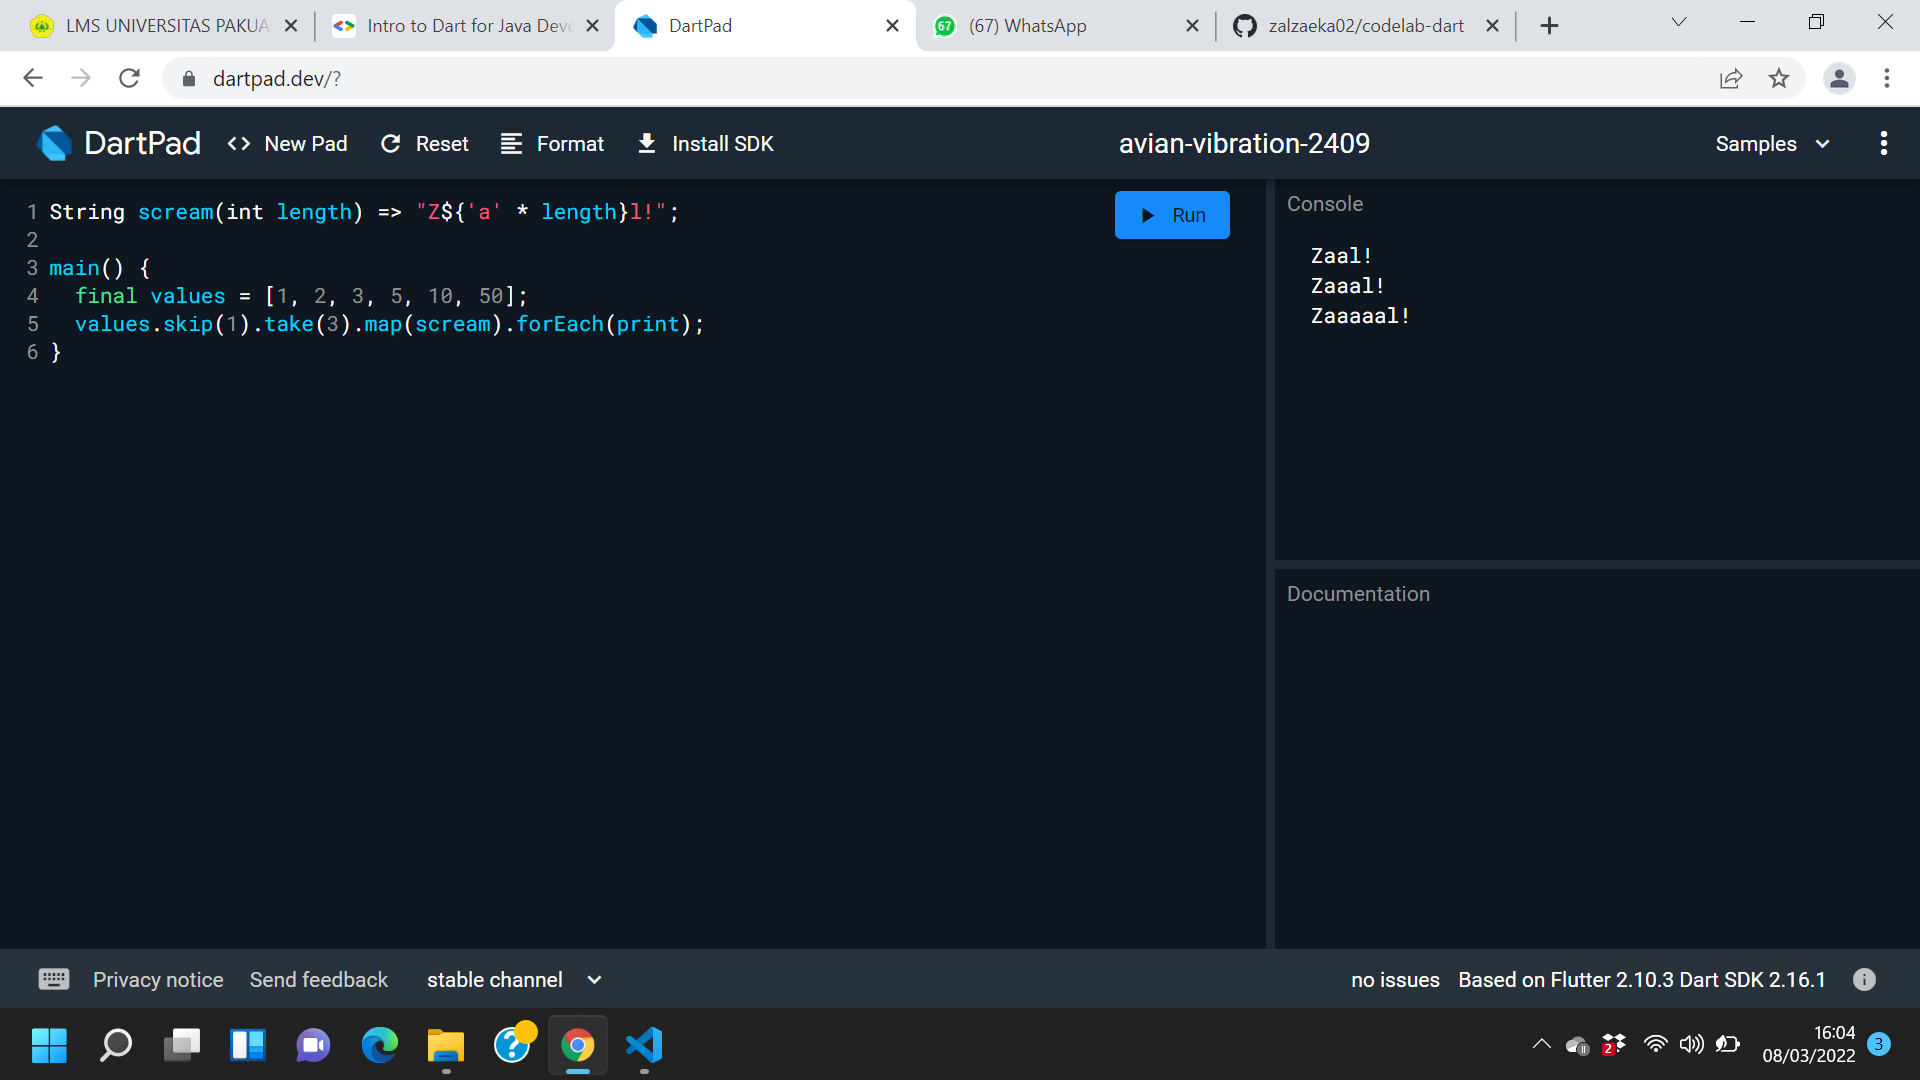 LMS UNIVERSITAS PAKUA
Intro to Dart for Java Deve
DartPad
67
(67) WhatsApp
zalzaeka02/codelab-dart
dartpad.dev/?
DartPad
<> New Pad
Reset
Format
Install SDK
avian-vibration-2409
Samples
1 String scream(int length) => "Z${'a' * length}l!";
2
3 main() {
4   final values = [1, 2, 3, 5, 10, 50];
5   values.skip(1).take(3).map(scream).forEach(print);
6 }
Run
Console
Zaal!
Zaaal!
Zaaaaal!
Documentation
Privacy notice
Send feedback
stable channel
no issues
Based on Flutter 2.10.3 Dart SDK 2.16.1
2
16:04
08/03/2022
3